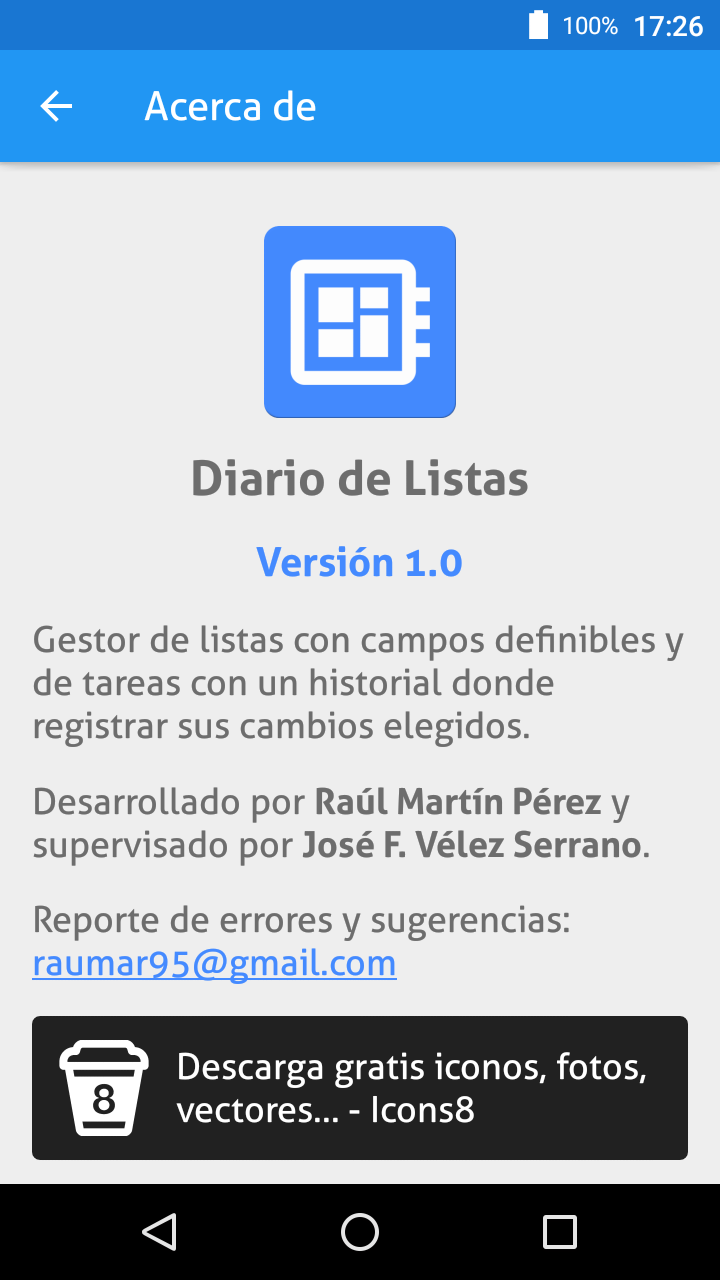 100% 17:26
Acerca de
Diario de Listas
Versión 1.0
Gestor de listas con campos definibles y
de tareas con un historial donde
registrar sus cambios elegidos.
Desarrollado por Raúl Martín Pérez y
supervisado por José F. Vélez Serrano.
Reporte de errores y sugerencias:
raumar95@gmail.com
8
Descarga gratis iconos, fotos,
vectores... - Icons8